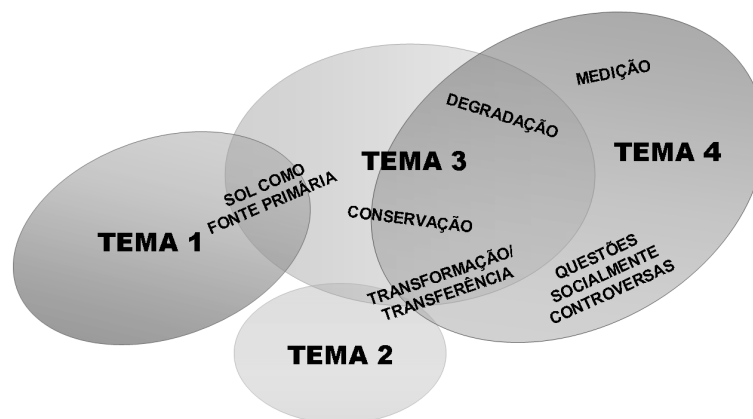 MEDIÇÃO
DEGRADAÇÃO
TEMA 3
TEMA 4
SOL COMO
FONTE PRIMÁRIA
CONSERVAÇÃO
TEMA 1
TRANSFORMAÇÃO/
TRANSFERÊNCIA
QUESTÕES
SOCIALMENTE
CONTROVERSAS
TEMA 2